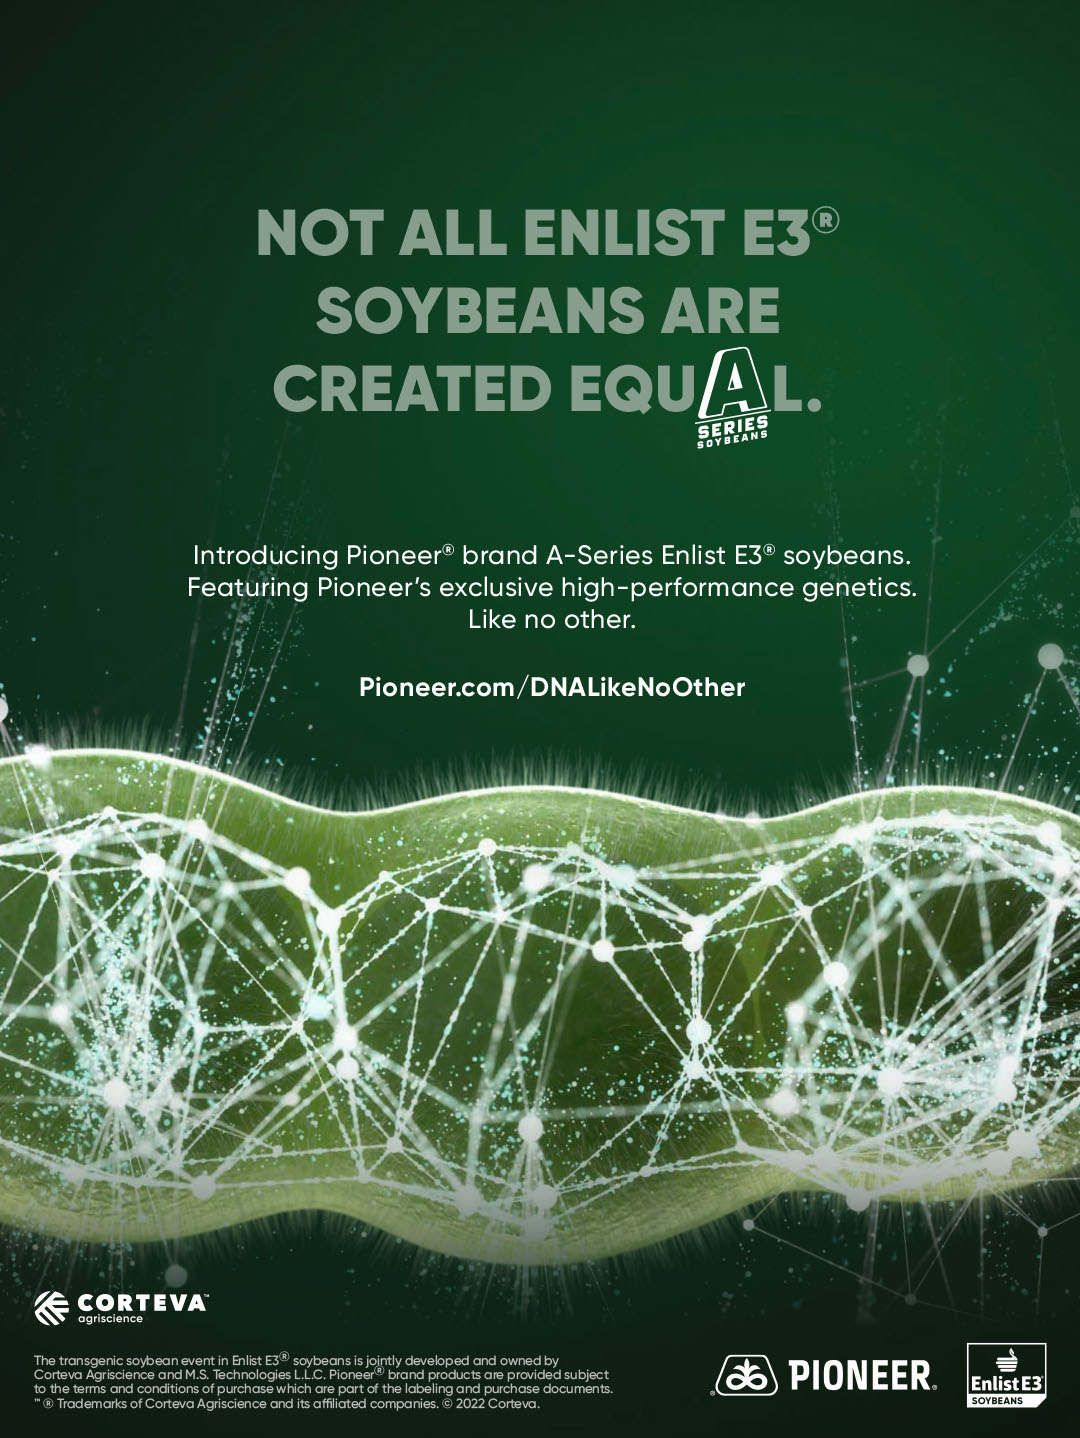 NOT ALL ENLIST E3®
SOYBEANS ARE
CREATED EQUAL.
SERIES
SOYBEANS
Introducing Pioneer® brand A-Series Enlist E3® soybeans.
Featuring Pioneer’s exclusive high-performance genetics.
Like no other.
Pioneer.com/DNALikeNoOther
CORTEVA™
agriscience
The transgenic soybean event in Enlist E3® soybeans is jointly developed and owned by
Corteva Agriscience and M.S. Technologies L.L.C. Pioneer® brand products are provided subject
to the terms and conditions of purchase which are part of the labeling and purchase documents.
™ ® Trademarks of Corteva Agriscience and its affiliated companies. © 2022 Corteva.
® PIONEER®
Enlist E3®
SOYBEANS